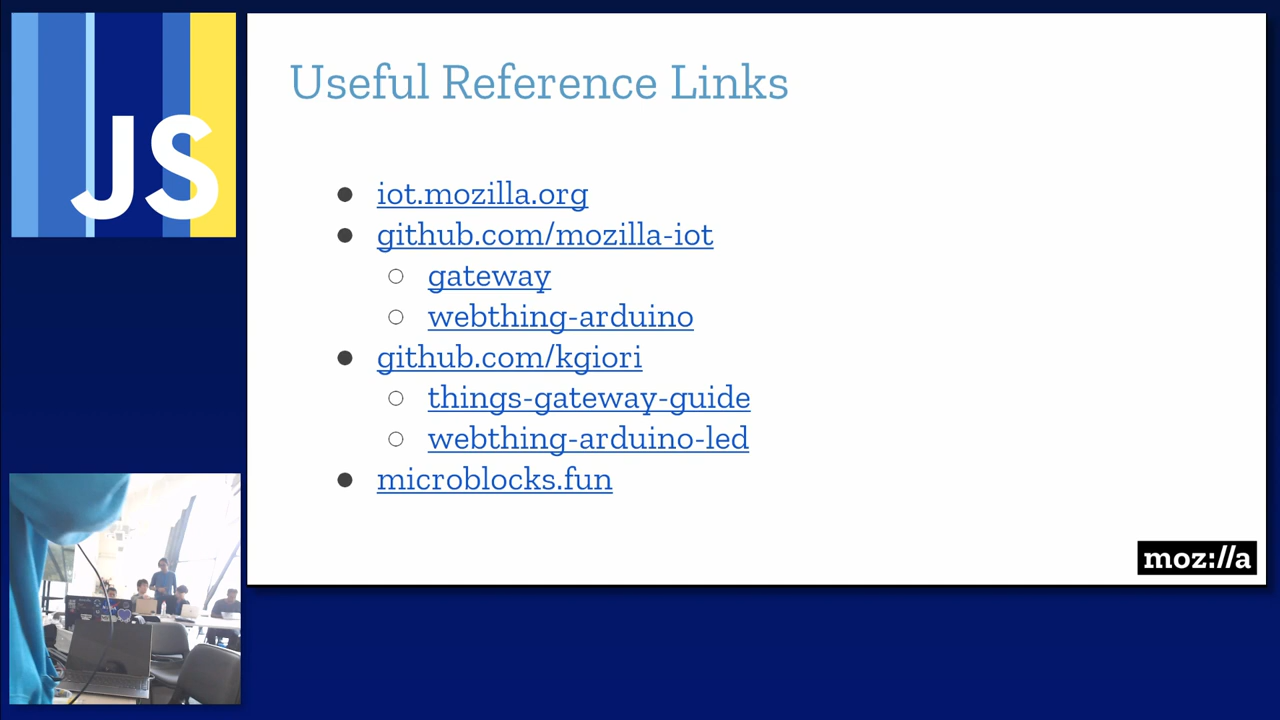 JS
Useful Reference Links
● iot.mozilla.org
● github.com/mozilla-iot
○ gateway
○ webthing-arduino
● github.com/kgiori
○ things-gateway-guide
○ webthing-arduino-led
● microblocks.fun
moz://a